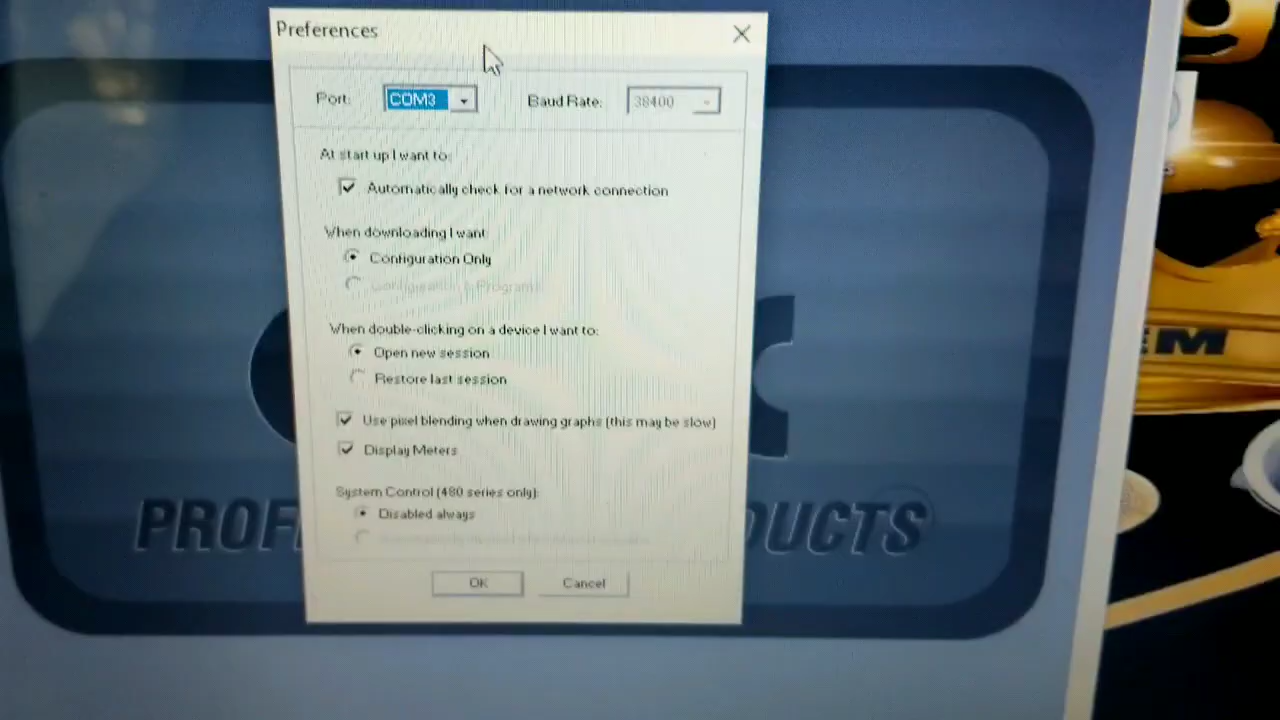 Preferences
Port: COM3 Baud Rate: 38400
At start up I want to:
Automatically check for a network connection
When downloading I want:
Configuration Only
Configuration & Programs
When double-clicking on a device I want to:
Open new session
Restore last session
Use pixel blending when drawing graphs (this may be slow)
Display Meters
System Control (480 series only):
Disabled always
OK Cancel
PROF
DUCTS
EM